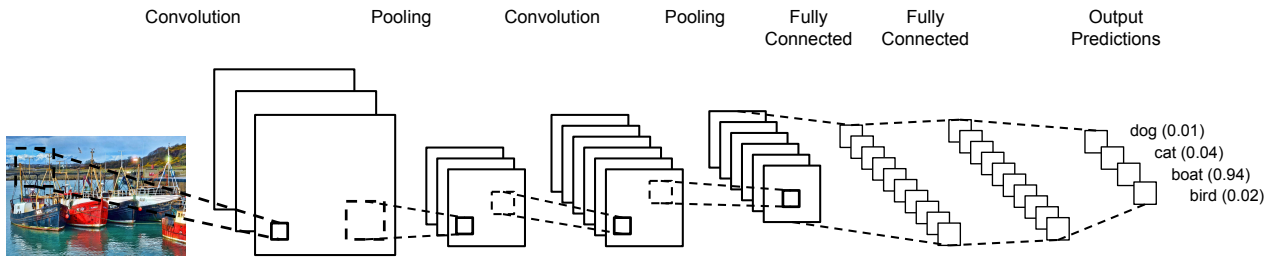 Convolution
Pooling
Convolution
Pooling
Fully
Connected
Fully
Connected
Output
Predictions
dog (0.01)
cat (0.04)
boat (0.94)
bird (0.02)